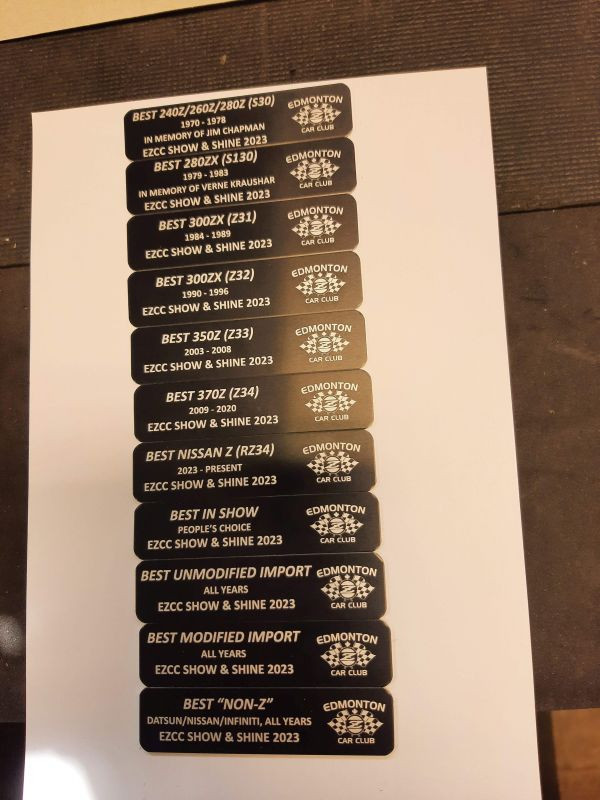 BEST 240Z/260Z/280Z (S30)
1970 - 1978
IN MEMORY OF JIM CHAPMAN
EZCC SHOW & SHINE 2023
EDMONTON
Z
CAR CLUB
BEST 280ZX (S130)
1979 - 1983
IN MEMORY OF VERNE KRAUSHAR
EZCC SHOW & SHINE 2023
EDMONTON
Z
CAR CLUB
BEST 300ZX (Z31)
1984 - 1989
EZCC SHOW & SHINE 2023
EDMONTON
Z
CAR CLUB
BEST 300ZX (Z32)
1990 - 1996
EZCC SHOW & SHINE 2023
EDMONTON
Z
CAR CLUB
BEST 350Z (Z33)
2003 - 2008
EZCC SHOW & SHINE 2023
EDMONTON
Z
CAR CLUB
BEST 370Z (Z34)
2009 - 2020
EZCC SHOW & SHINE 2023
EDMONTON
Z
CAR CLUB
BEST NISSAN Z (RZ34)
2023 - PRESENT
EZCC SHOW & SHINE 2023
EDMONTON
Z
CAR CLUB
BEST IN SHOW
PEOPLE'S CHOICE
EZCC SHOW & SHINE 2023
EDMONTON
Z
CAR CLUB
BEST UNMODIFIED IMPORT
ALL YEARS
EZCC SHOW & SHINE 2023
EDMONTON
Z
CAR CLUB
BEST MODIFIED IMPORT
ALL YEARS
EZCC SHOW & SHINE 2023
EDMONTON
Z
CAR CLUB
BEST “NON-Z”
DATSUN/NISSAN/INFINITI, ALL YEARS
EZCC SHOW & SHINE 2023
EDMONTON
Z
CAR CLUB